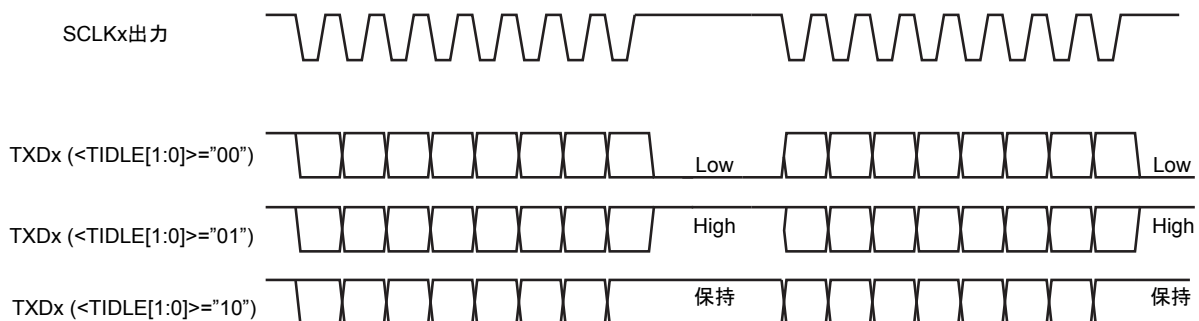 SCLKx出力
TXDx (<TIDLE[1:0]>=”00”)
Low
Low
TXDx (<TIDLE[1:0]>=”01”)
High
High
TXDx (<TIDLE[1:0]>=”10”)
保持
保持